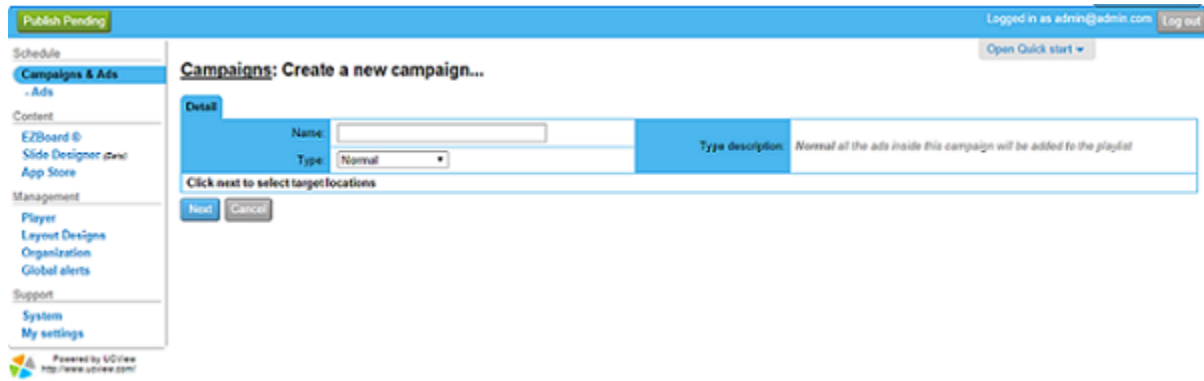 Publish Pending
Logged in as admin@admin.com Log out
Open Quick start
Schedule
Campaigns & Ads
- Ads
Content
EZBoard ®
Slide Designer (Beta)
App Store
Management
Player
Layout Designs
Organization
Global alerts
Support
System
My settings
Powered by UCView
http://www.ucview.com/
Campaigns: Create a new campaign...
Detail
Name:
Type: Normal
Type description: Normal all the ads inside this campaign will be added to the playlist
Click next to select target locations
Next Cancel